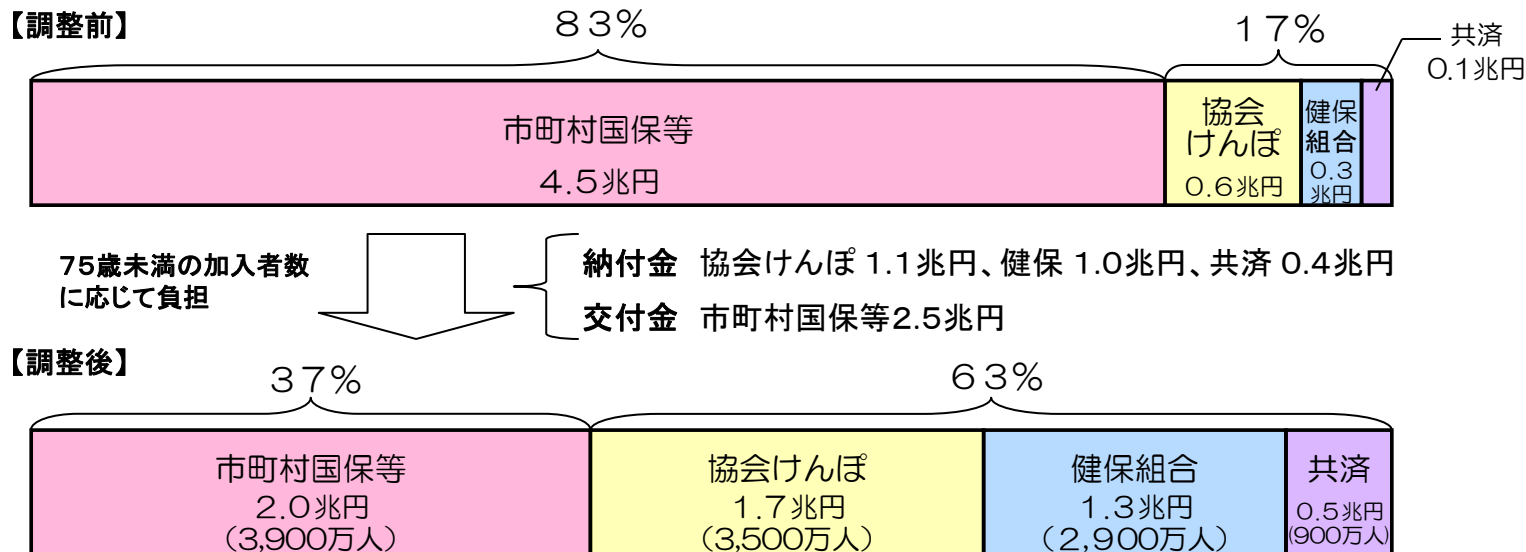 【調整前】
83%
17%
共済
0.1兆円
市町村国保等
4.5兆円
協会
けんぽ
0.6兆円
健保
組合
0.3
兆円
75歳未満の加入者数
に応じて負担
納付金 協会けんぽ 1.1兆円、健保 1.0兆円、共済 0.4兆円
交付金 市町村国保等2.5兆円
【調整後】
37%
63%
市町村国保等
2.0兆円
(3,900万人)
協会けんぽ
1.7兆円
(3,500万人)
健保組合
1.3兆円
(2,900万人)
共済
0.5兆円
(900万人)